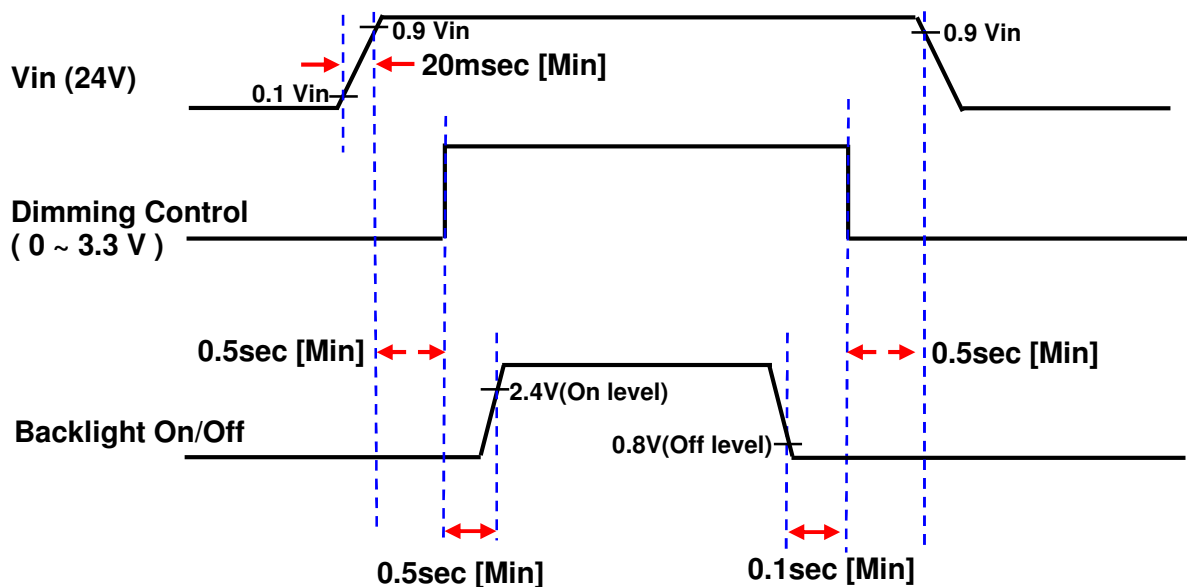 0.9 Vin
0.9 Vin
20msec [Min]
Vin (24V)
0.1 Vin
Dimming Control
( 0 ~ 3.3 V )
0.5sec [Min]
0.5sec [Min]
2.4V(On level)
Backlight On/Off
0.8V(Off level)
0.5sec [Min]
0.1sec [Min]